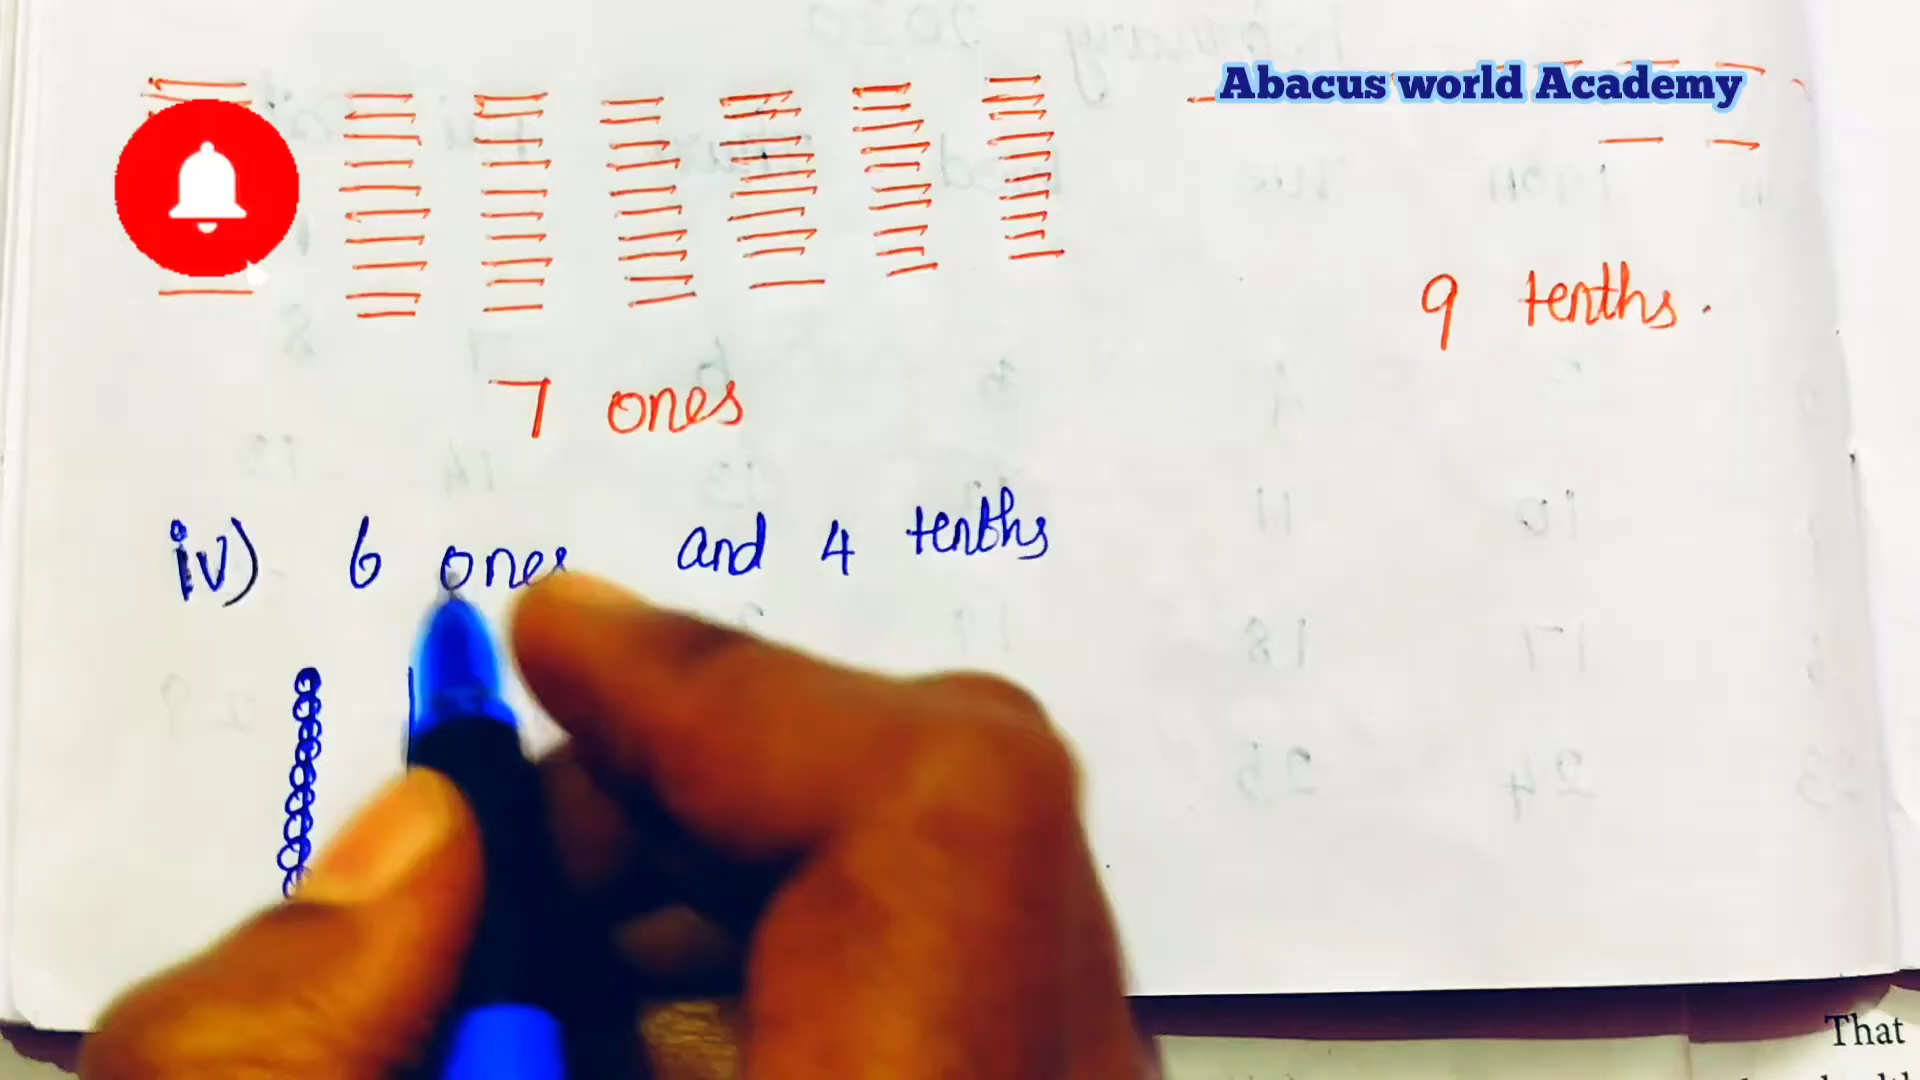 Abacus world Academy
9 tenths.
7 ones
iv) 6 ones and 4 tenths
That